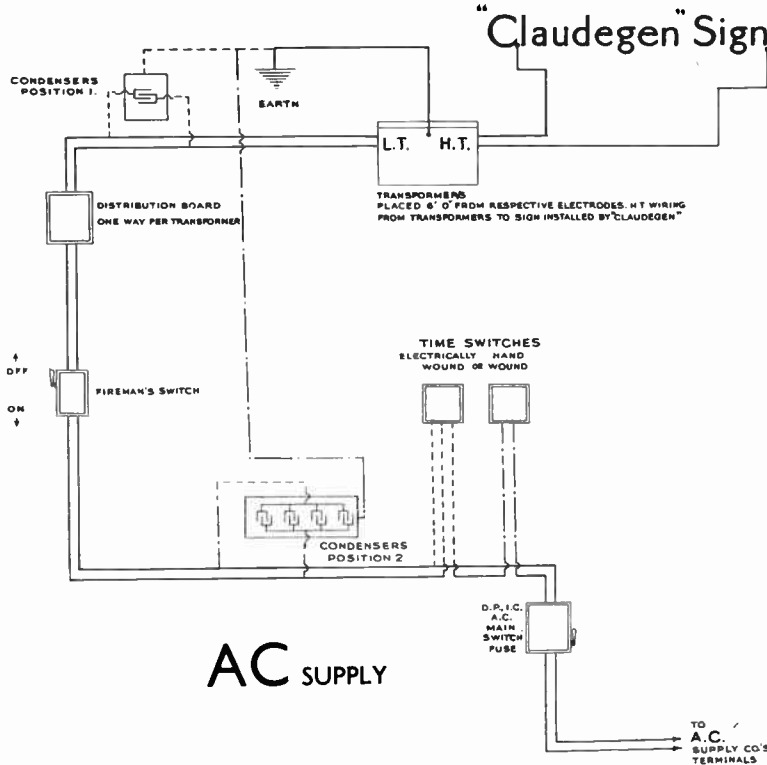 "Claudegen" Sign
CONDENSERS
POSITION 1.
EARTH
L.T. H.T.
TRANSFORMER/S
PLACED 6' 0" FROM RESPECTIVE ELECTRODES. H T WIRING
FROM TRANSFORMERS TO SIGN INSTALLED BY "CLAUDEGEN"
DISTRIBUTION BOARD
ONE WAY PER TRANSFORMER
TIME SWITCHES
ELECTRICALLY HAND
WOUND OR WOUND
OFF
ON
FIREMAN'S SWITCH
CONDENSERS
POSITION 2
D.P., I.C.
A.C.
MAIN
SWITCH
FUSE
AC SUPPLY
TO
A.C.
SUPPLY CO'S
TERMINALS